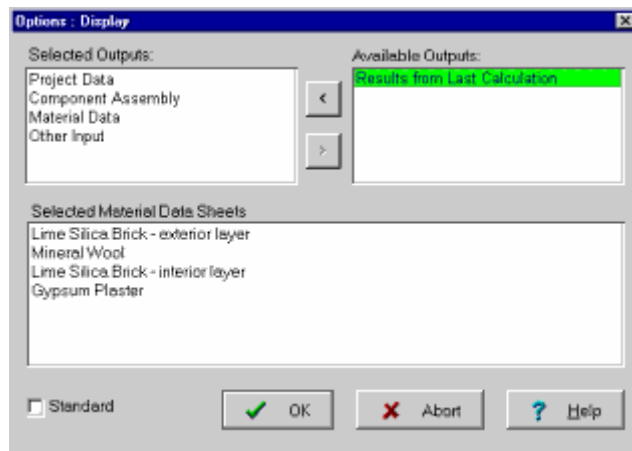 Options : Display
Selected Outputs:
Project Data
Component Assembly
Material Data
Other Input
<
>
Available Outputs:
Results from Last Calculation
Selected Material Data Sheets
Lime Silica Brick - exterior layer
Mineral Wool
Lime Silica Brick - interior layer
Gypsum Plaster
Standard
OK
Abort
? Help